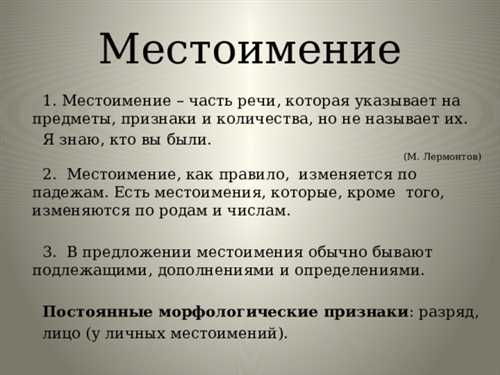 Местоимение
1. Местоимение – часть речи, которая указывает на
предметы, признаки и количества, но не называет их.
Я знаю, кто вы были.
(М. Лермонтов)
2. Местоимение, как правило, изменяется по
падежам. Есть местоимения, которые, кроме того,
изменяются по родам и числам.
3. В предложении местоимения обычно бывают
подлежащими, дополнениями и определениями.
Постоянные морфологические признаки: разряд,
лицо (у личных местоимений).